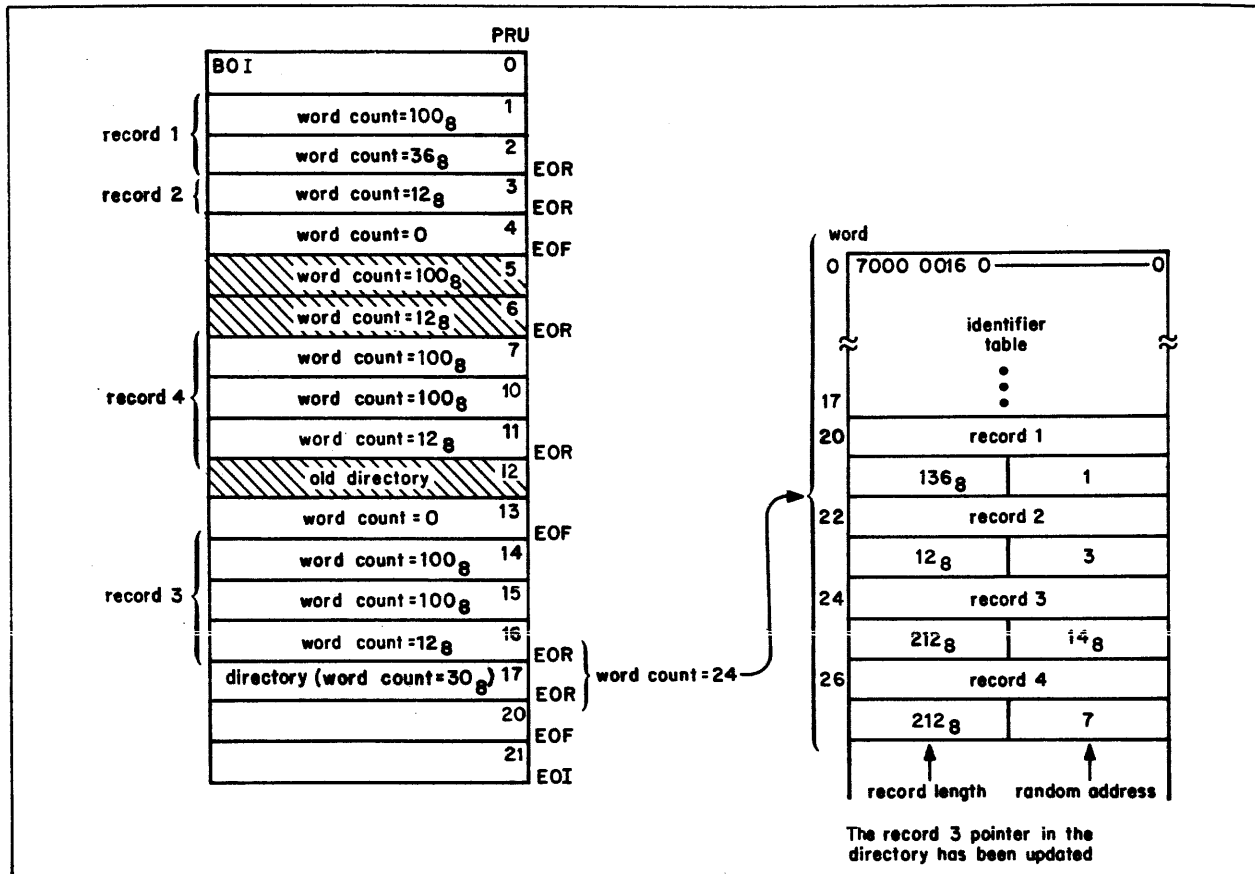 PRU
BOI 0
record 1
word count=100₈ 1
word count=36₈ 2
EOR
record 2
word count=12₈ 3
EOR
word count=0 4
EOF
word count=100₈ 5
word count=12₈ 6
EOR
record 4
word count=100₈ 7
word count=100₈ 10
word count=12₈ 11
EOR
old directory 12
word count=0 13
EOF
record 3
word count=100₈ 14
word count=100₈ 15
word count=12₈ 16
EOR
directory (word count=30₈) 17
EOR
word count=24
20
EOF
21
EOI
word
0 7000 0016 0 0
identifier
table
17
20 record 1
136₈ 1
22 record 2
12₈ 3
24 record 3
212₈ 14₈
26 record 4
212₈ 7
record length random address
The record 3 pointer in the
directory has been updated